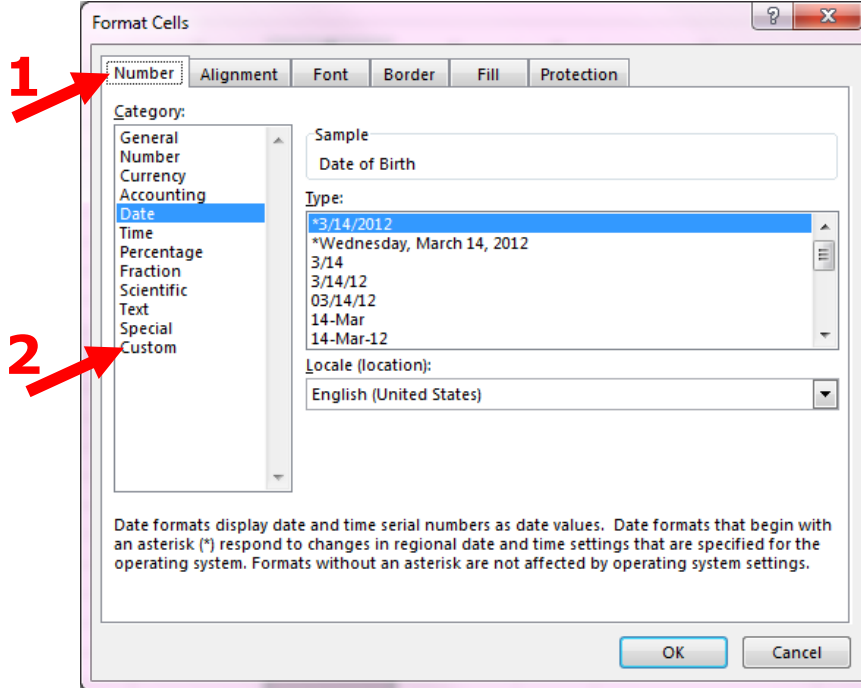 Format Cells
1
Number Alignment Font Border Fill Protection
Category:
General
Number
Currency
Accounting
Date
Time
Percentage
Fraction
Scientific
Text
Special
Custom
2
Sample
Date of Birth
Type:
*3/14/2012
*Wednesday, March 14, 2012
3/14
3/14/12
03/14/12
14-Mar
14-Mar-12
Locale (location):
English (United States)
Date formats display date and time serial numbers as date values.  Date formats that begin with
an asterisk (*) respond to changes in regional date and time settings that are specified for the
operating system. Formats without an asterisk are not affected by operating system settings.
OK Cancel